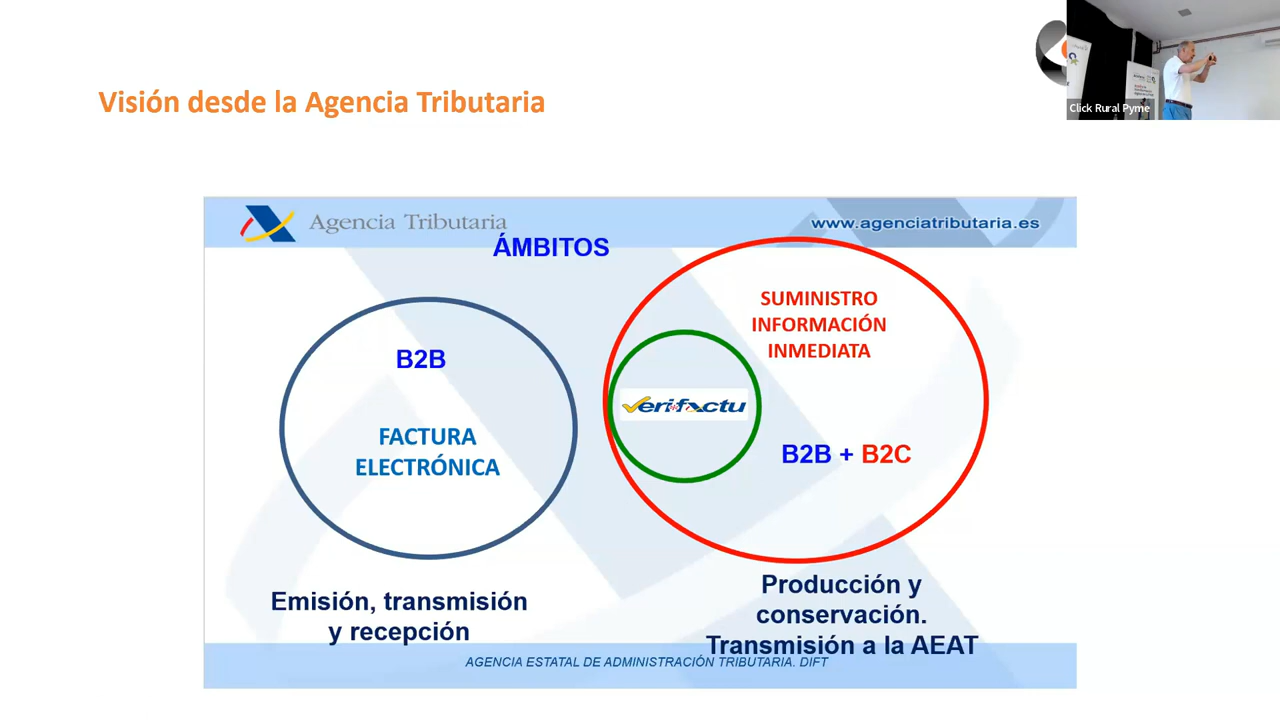 Visión desde la Agencia Tributaria
Click Rural Pyme
Agencia Tributaria
www.agenciatributaria.es
ÁMBITOS
B2B
FACTURA
ELECTRÓNICA
Emisión, transmisión
y recepción
SUMINISTRO
INFORMACIÓN
INMEDIATA
Verifactu
B2B + B2C
Producción y
conservación.
Transmisión a la AEAT
AGENCIA ESTATAL DE ADMINISTRACIÓN TRIBUTARIA. DIFT